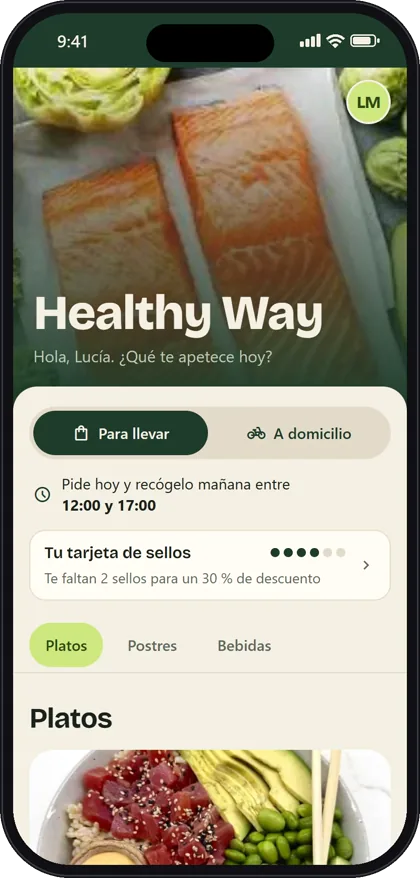 9:41
LM
Healthy Way
Hola, Lucía. ¿Qué te apetece hoy?
Para llevar
A domicilio
Pide hoy y recógelo mañana entre
12:00 y 17:00
Tu tarjeta de sellos
Te faltan 2 sellos para un 30 % de descuento
Platos
Postres
Bebidas
Platos